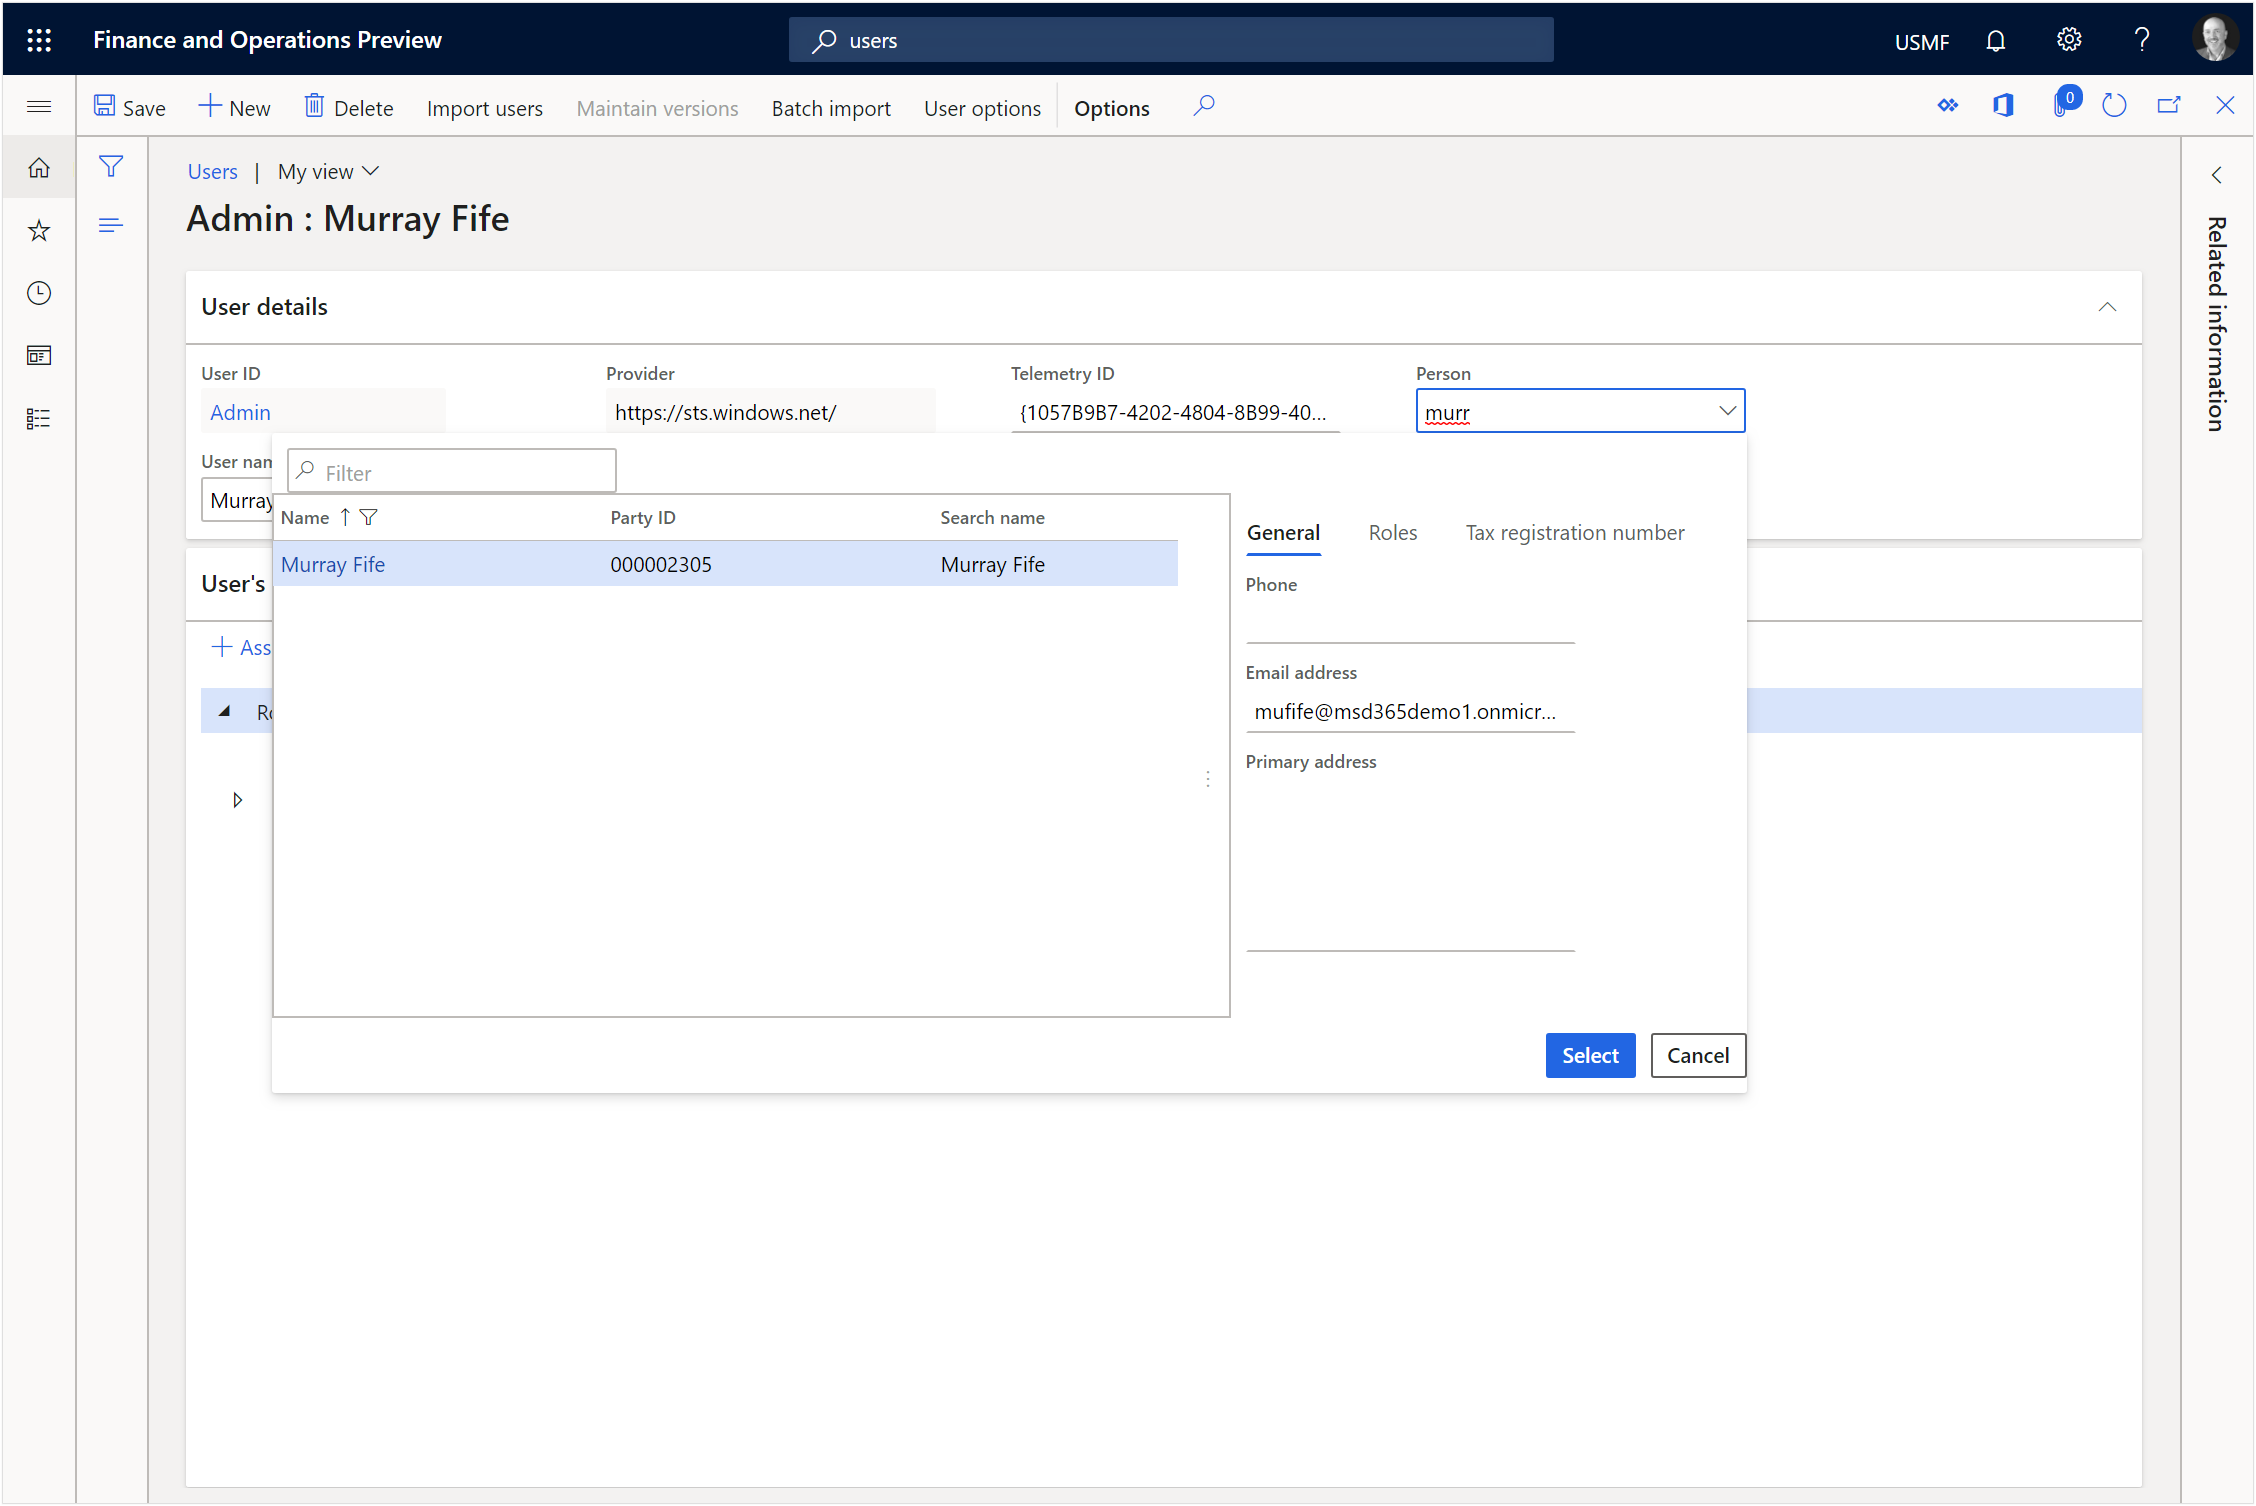 Finance and Operations Preview
users
USMF
Save
New
Delete
Import users
Maintain versions
Batch import
User options
Options
0
Users | My view
Admin : Murray Fife
Related information
User details
User ID
Provider
Telemetry ID
Person
Admin
https://sts.windows.net/
{1057B9B7-4202-4804-8B99-40...
murr
User nam
Murray
Filter
Name
Party ID
Search name
Murray Fife
000002305
Murray Fife
General
Roles
Tax registration number
Phone
Email address
mufife@msd365demo1.onmicr...
Primary address
User's
Ass
Select
Cancel